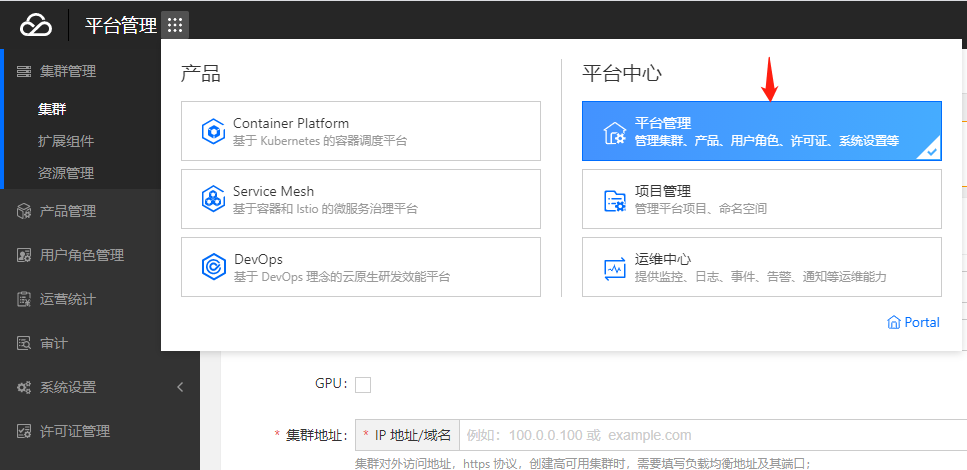 平台管理
集群管理
集群
扩展组件
资源管理
产品管理
用户角色管理
运营统计
审计
系统设置
许可证管理
产品
Container Platform
基于 Kubernetes 的容器调度平台
Service Mesh
基于容器和 Istio 的微服务治理平台
DevOps
基于 DevOps 理念的云原生研发效能平台
平台中心
平台管理
管理集群、产品、用户角色、许可证、系统设置等
项目管理
管理平台项目、命名空间
运维中心
提供监控、日志、事件、告警、通知等运维能力
Portal
GPU:
* 集群地址: * IP 地址/域名 例如：100.0.0.100 或 example.com
集群对外访问地址，https 协议，创建高可用集群时，需要填写负载均衡地址及其端口；